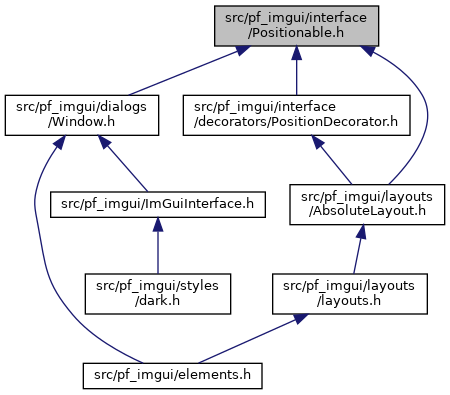 src/pf_imgui/interface
/Positionable.h
src/pf_imgui/dialogs
/Window.h
src/pf_imgui/interface
/decorators/PositionDecorator.h
src/pf_imgui/ImGuiInterface.h
src/pf_imgui/layouts
/AbsoluteLayout.h
src/pf_imgui/styles
/dark.h
src/pf_imgui/layouts
/layouts.h
src/pf_imgui/elements.h